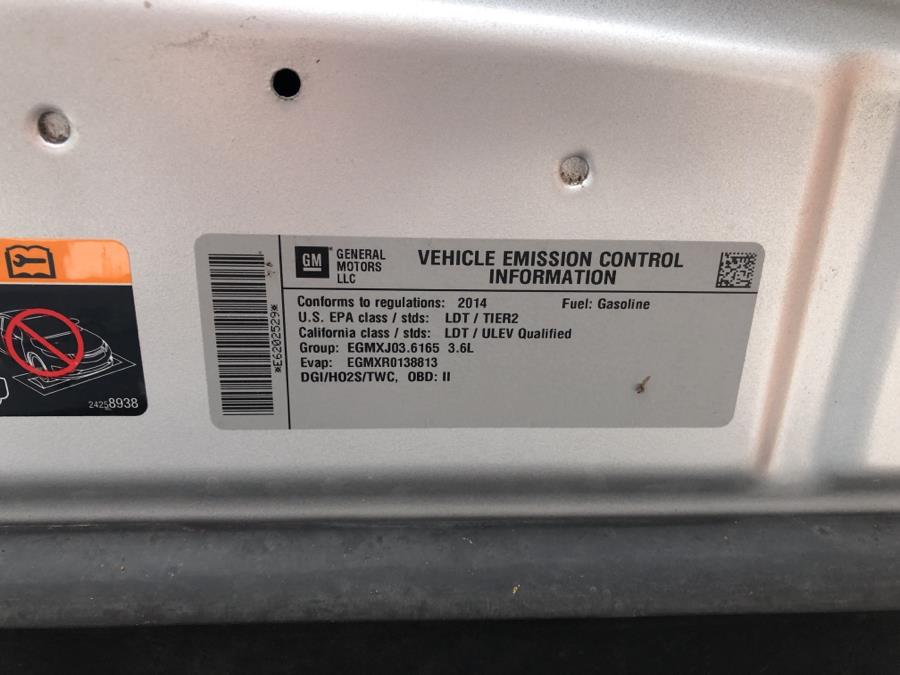 GM
GENERAL
MOTORS
LLC
VEHICLE EMISSION CONTROL
INFORMATION
Conforms to regulations: 2014 Fuel: Gasoline
U.S. EPA class / stds: LDT / TIER2
California class / stds: LDT / ULEV Qualified
Group: EGMXJ03.6165 3.6L
Evap: EGMXR0138813
DGI/HO2S/TWC, OBD: II
*E6202529*
24258938